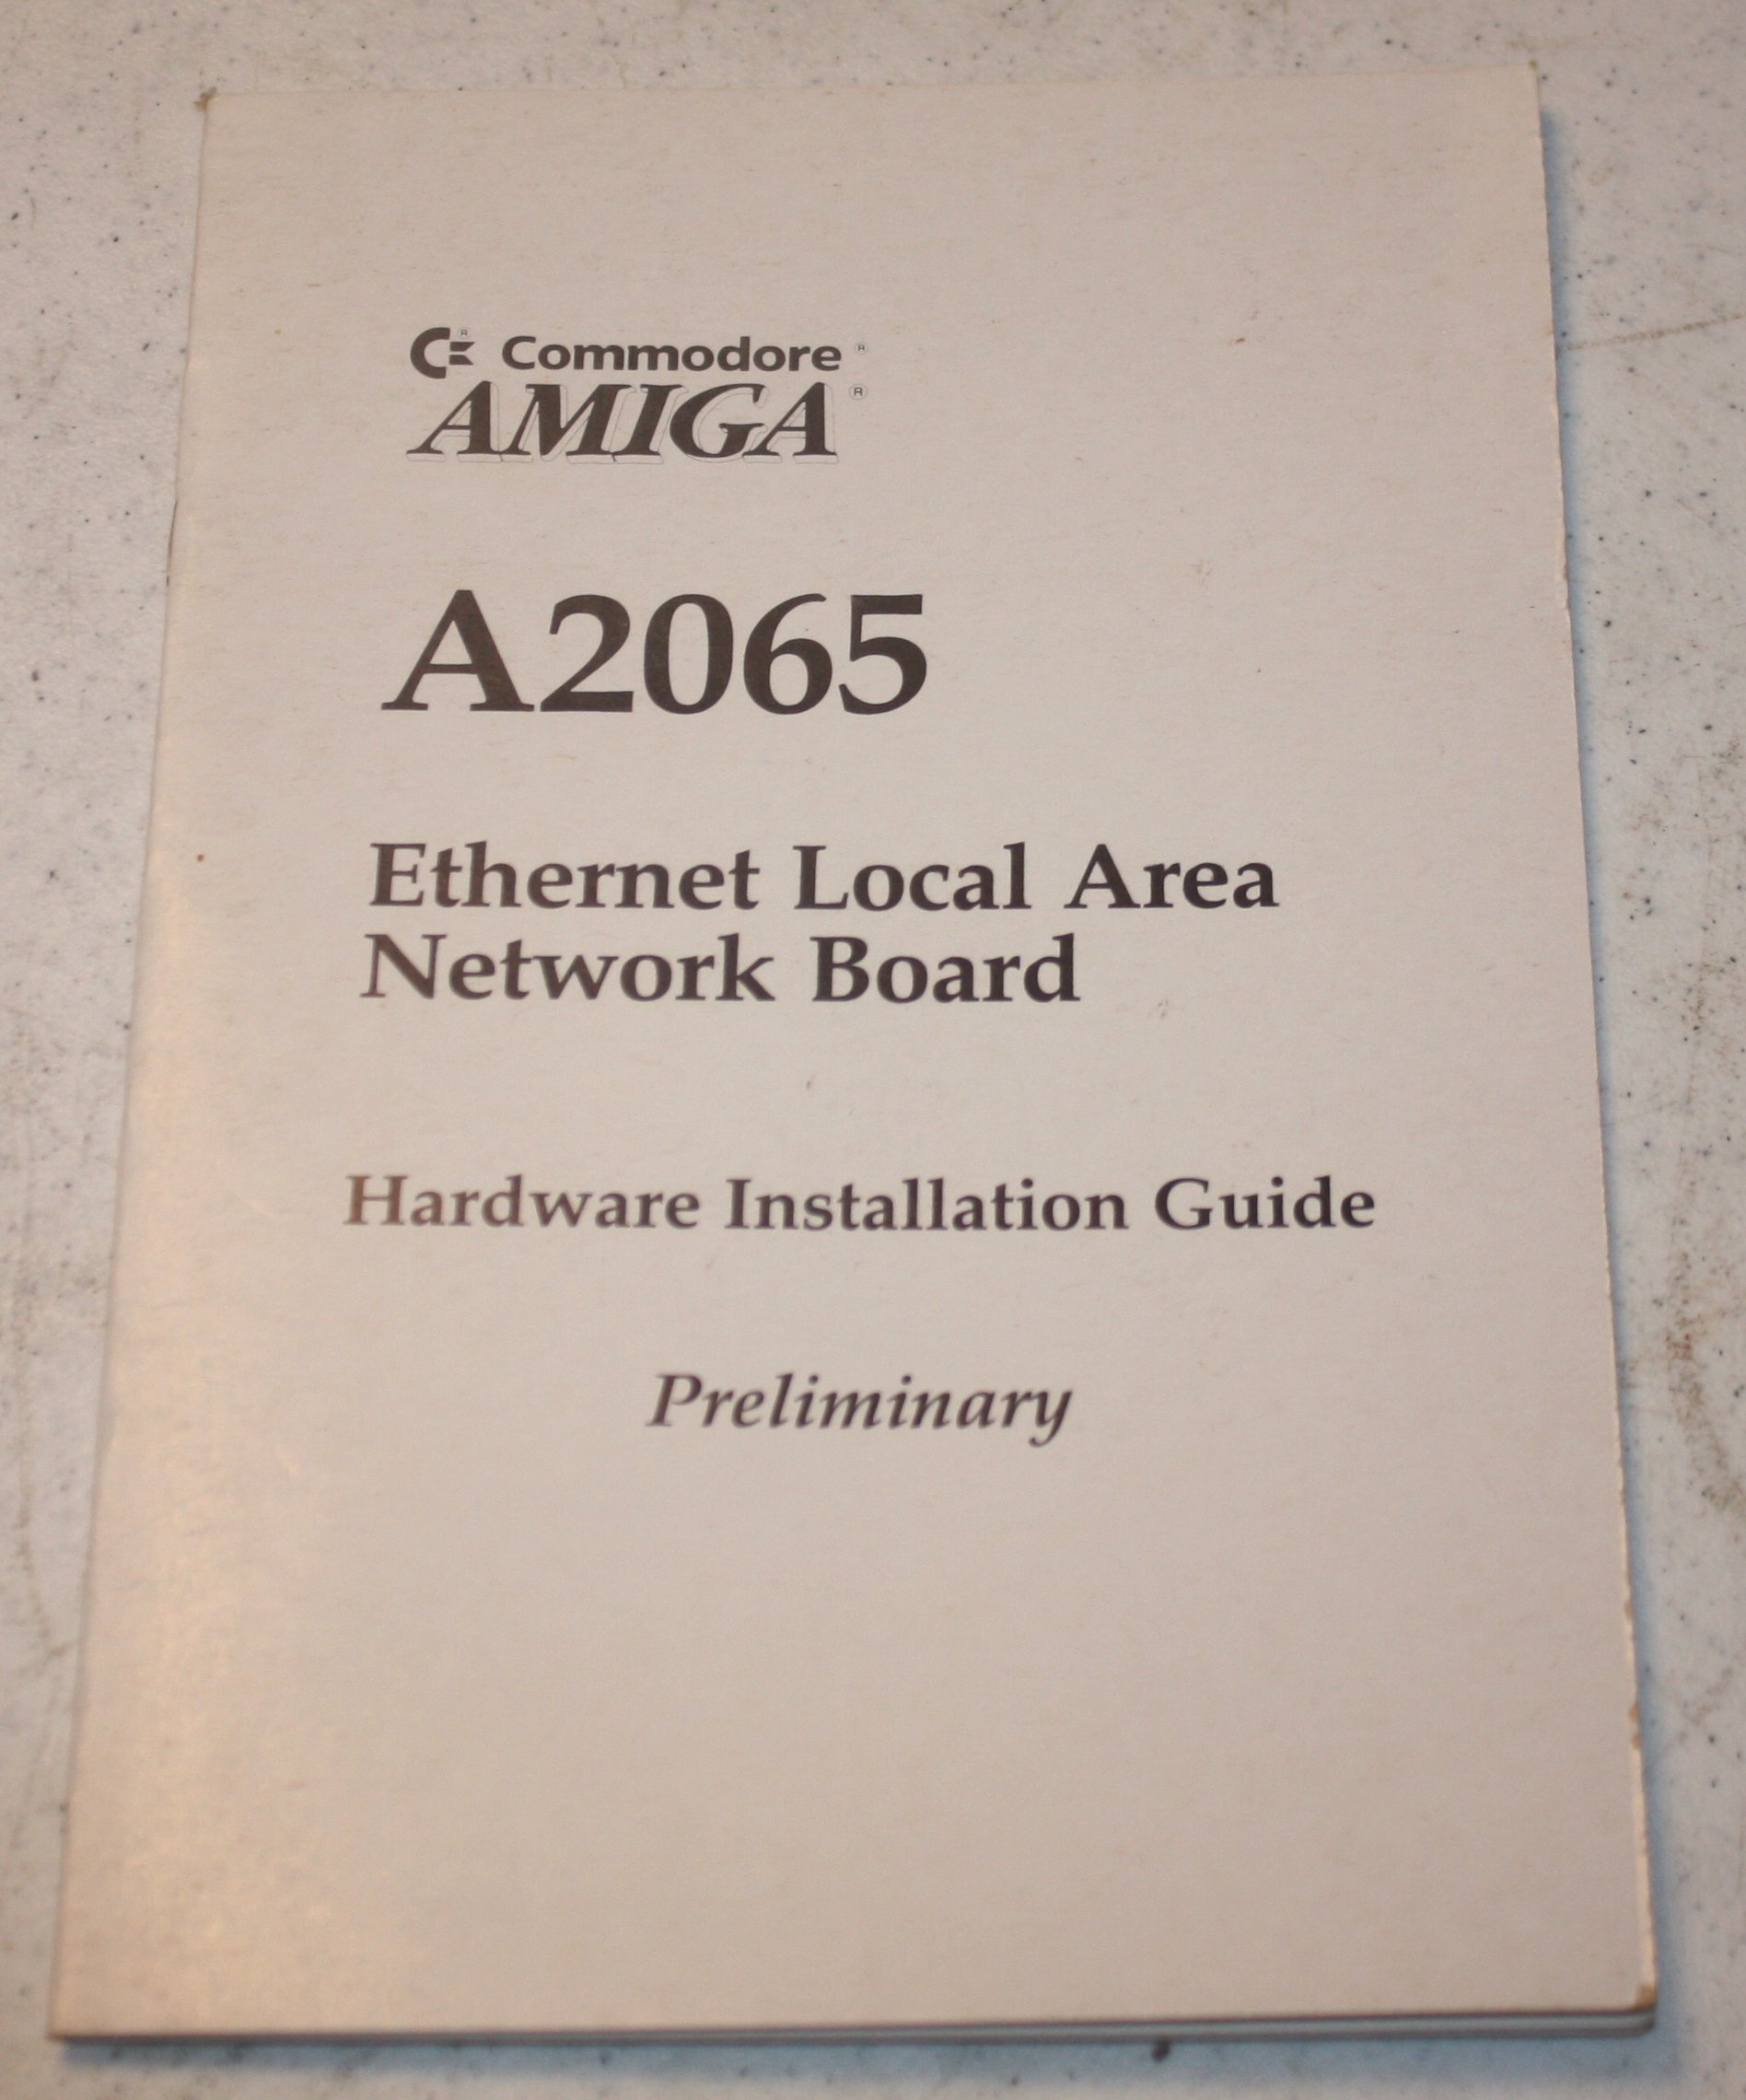 Commodore®
AMIGA®
A2065
Ethernet Local Area
Network Board
Hardware Installation Guide
Preliminary